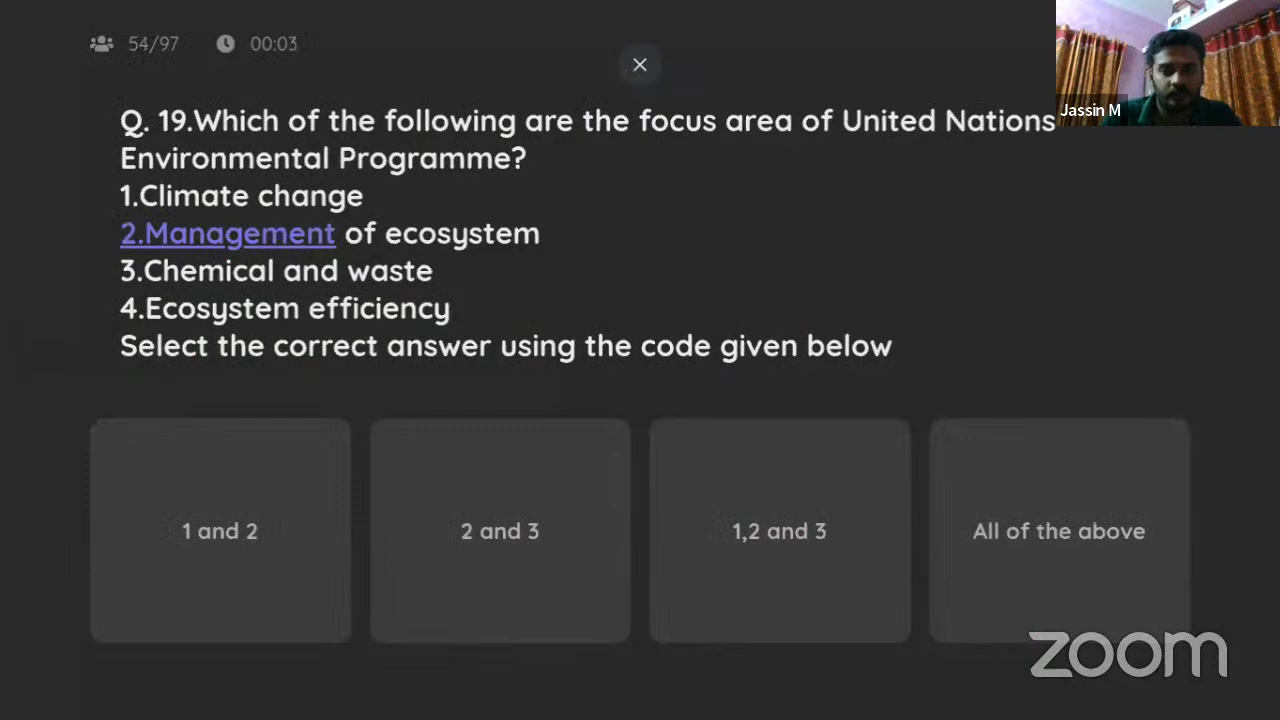 54/97 00:03
Jassin M
Q. 19.Which of the following are the focus area of United Nations
Environmental Programme?
1.Climate change
2.Management of ecosystem
3.Chemical and waste
4.Ecosystem efficiency
Select the correct answer using the code given below
1 and 2
2 and 3
1,2 and 3
All of the above
zoom